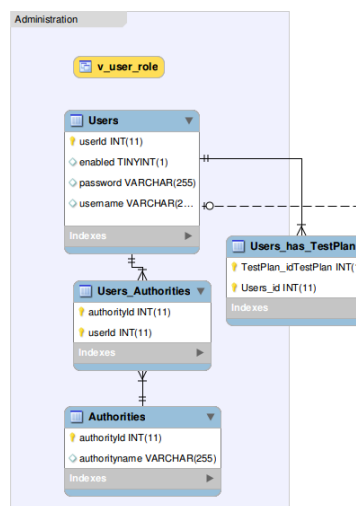 Administration
v_user_role
Users
userId INT(11)
enabled TINYINT(1)
password VARCHAR(255)
username VARCHAR(2...
Indexes
Users_has_TestPlan
TestPlan_idTestPlan INT(
Users_id INT(11)
Indexes
Users_Authorities
authorityId INT(11)
userId INT(11)
Indexes
Authorities
authorityId INT(11)
authorityname VARCHAR(255)
Indexes